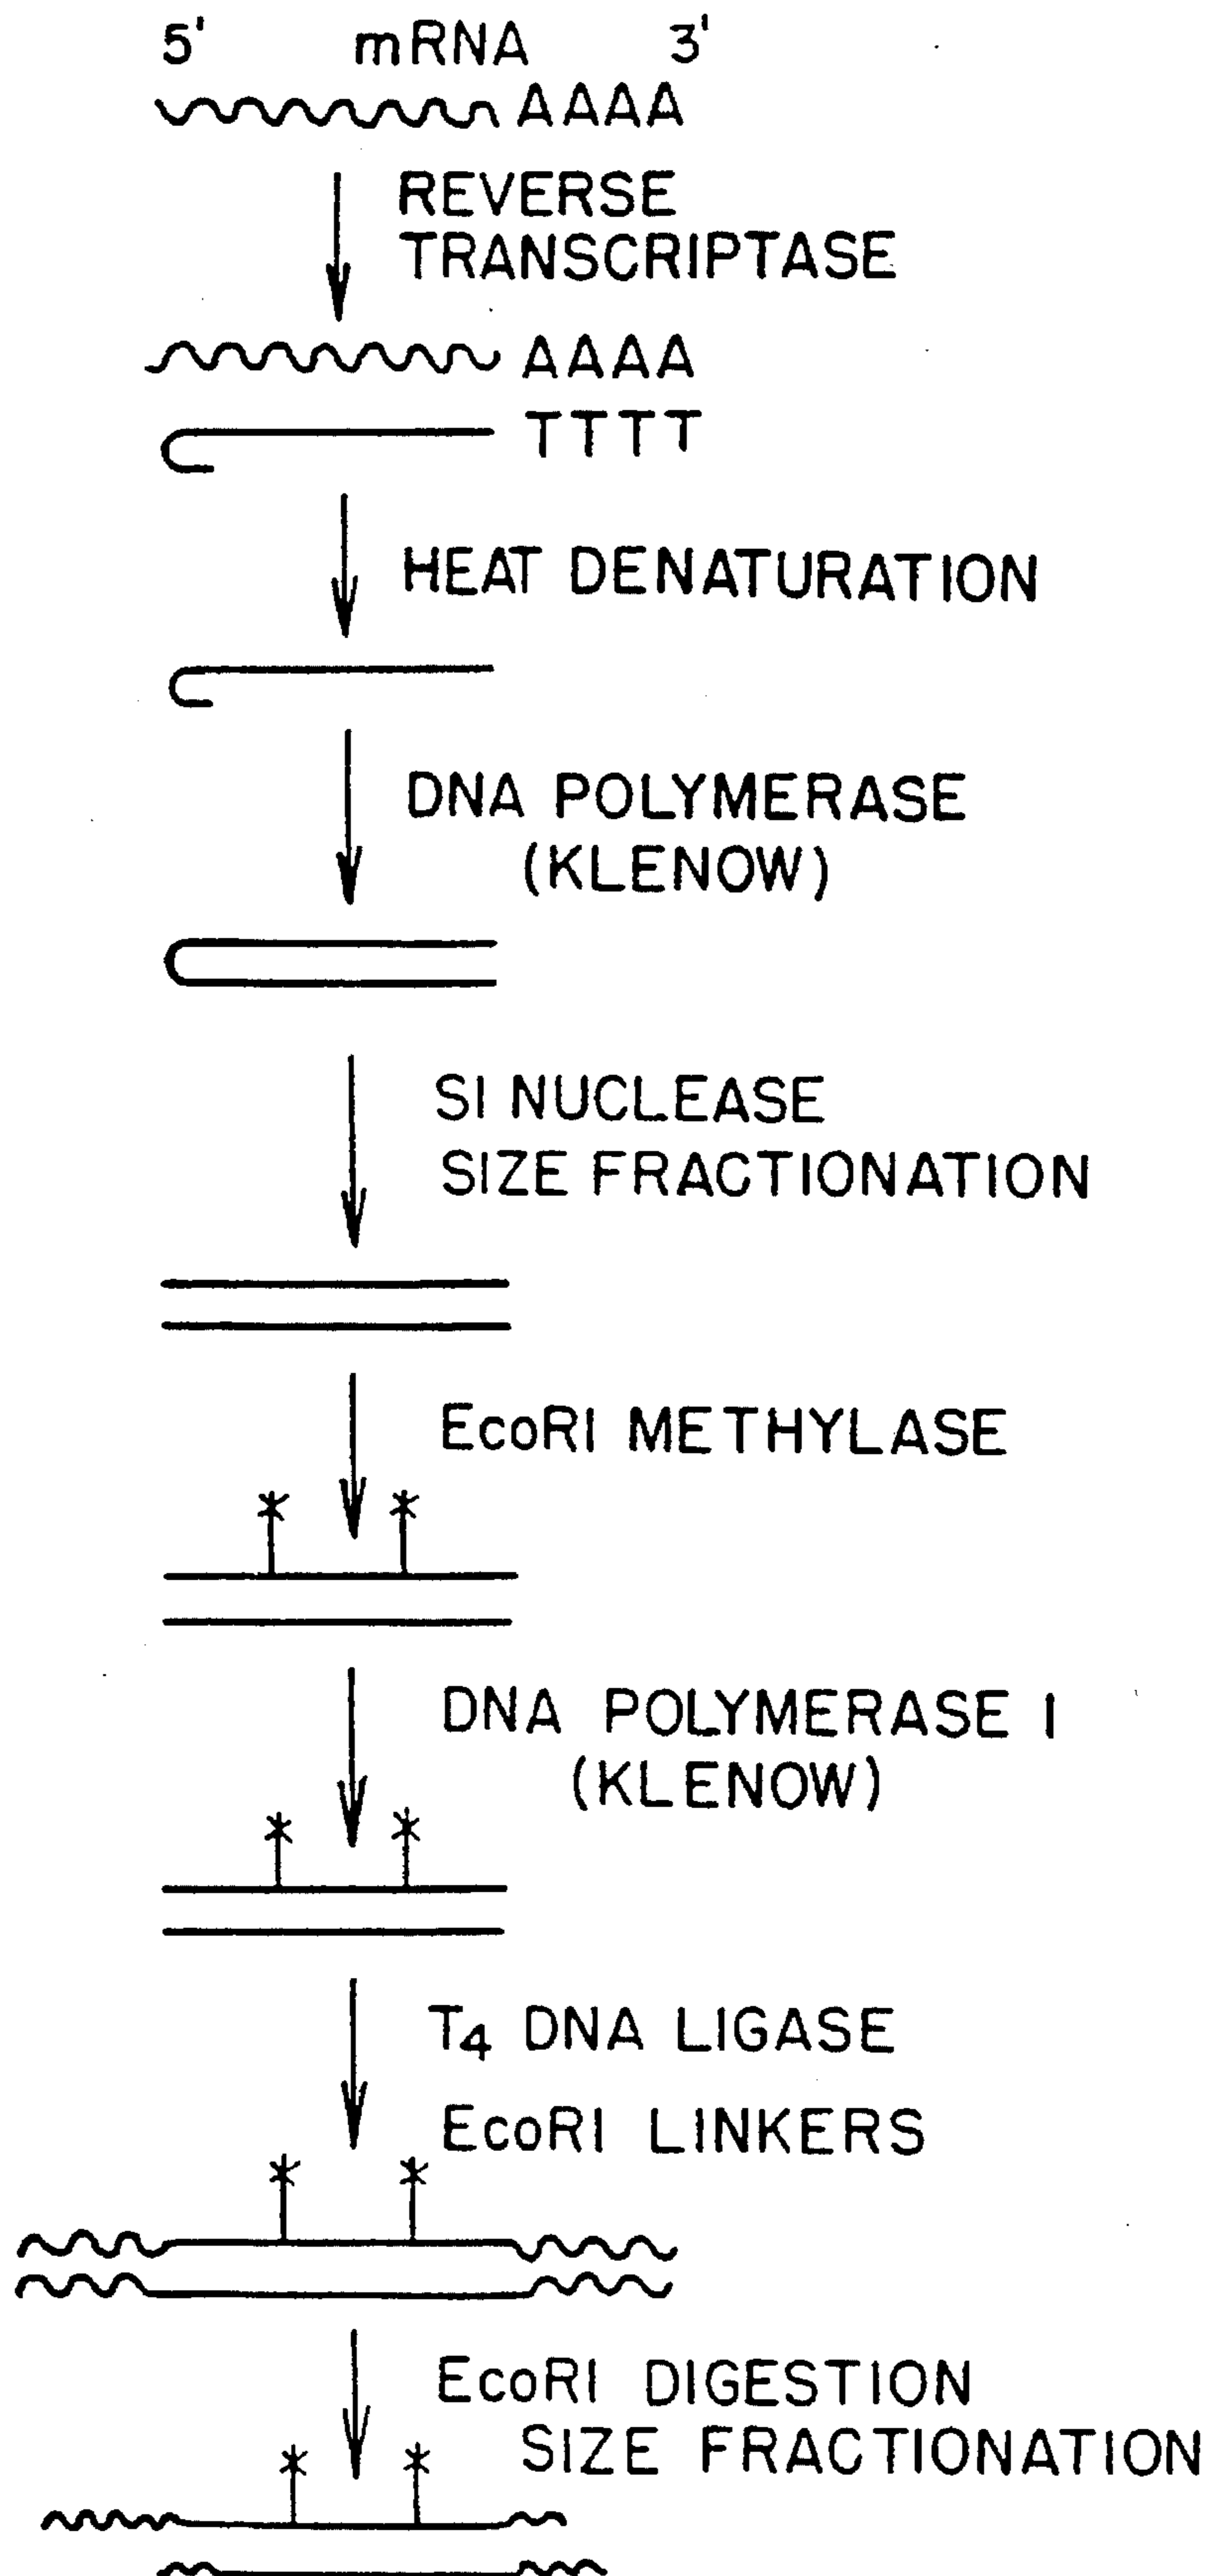 5' mRNA 3'
AAAA
REVERSE
TRANSCRIPTASE
AAAA
TTTT
HEAT DENATURATION
DNA POLYMERASE
(KLENOW)
SI NUCLEASE
SIZE FRACTIONATION
EcoRI METHYLASE
DNA POLYMERASE I
(KLENOW)
T4 DNA LIGASE
EcoRI LINKERS
EcoRI DIGESTION
SIZE FRACTIONATION